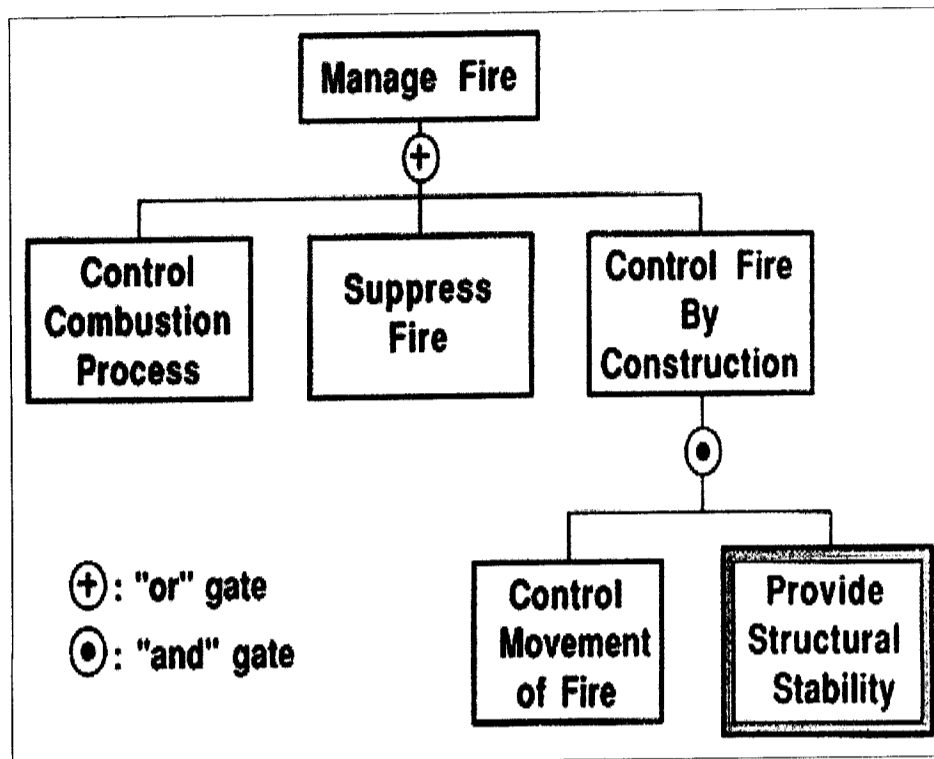 Manage Fire
+
Control
Combustion
Process
Suppress
Fire
Control Fire
By
Construction
Control
Movement
of Fire
Provide
Structural
Stability
+ : "or" gate
• : "and" gate